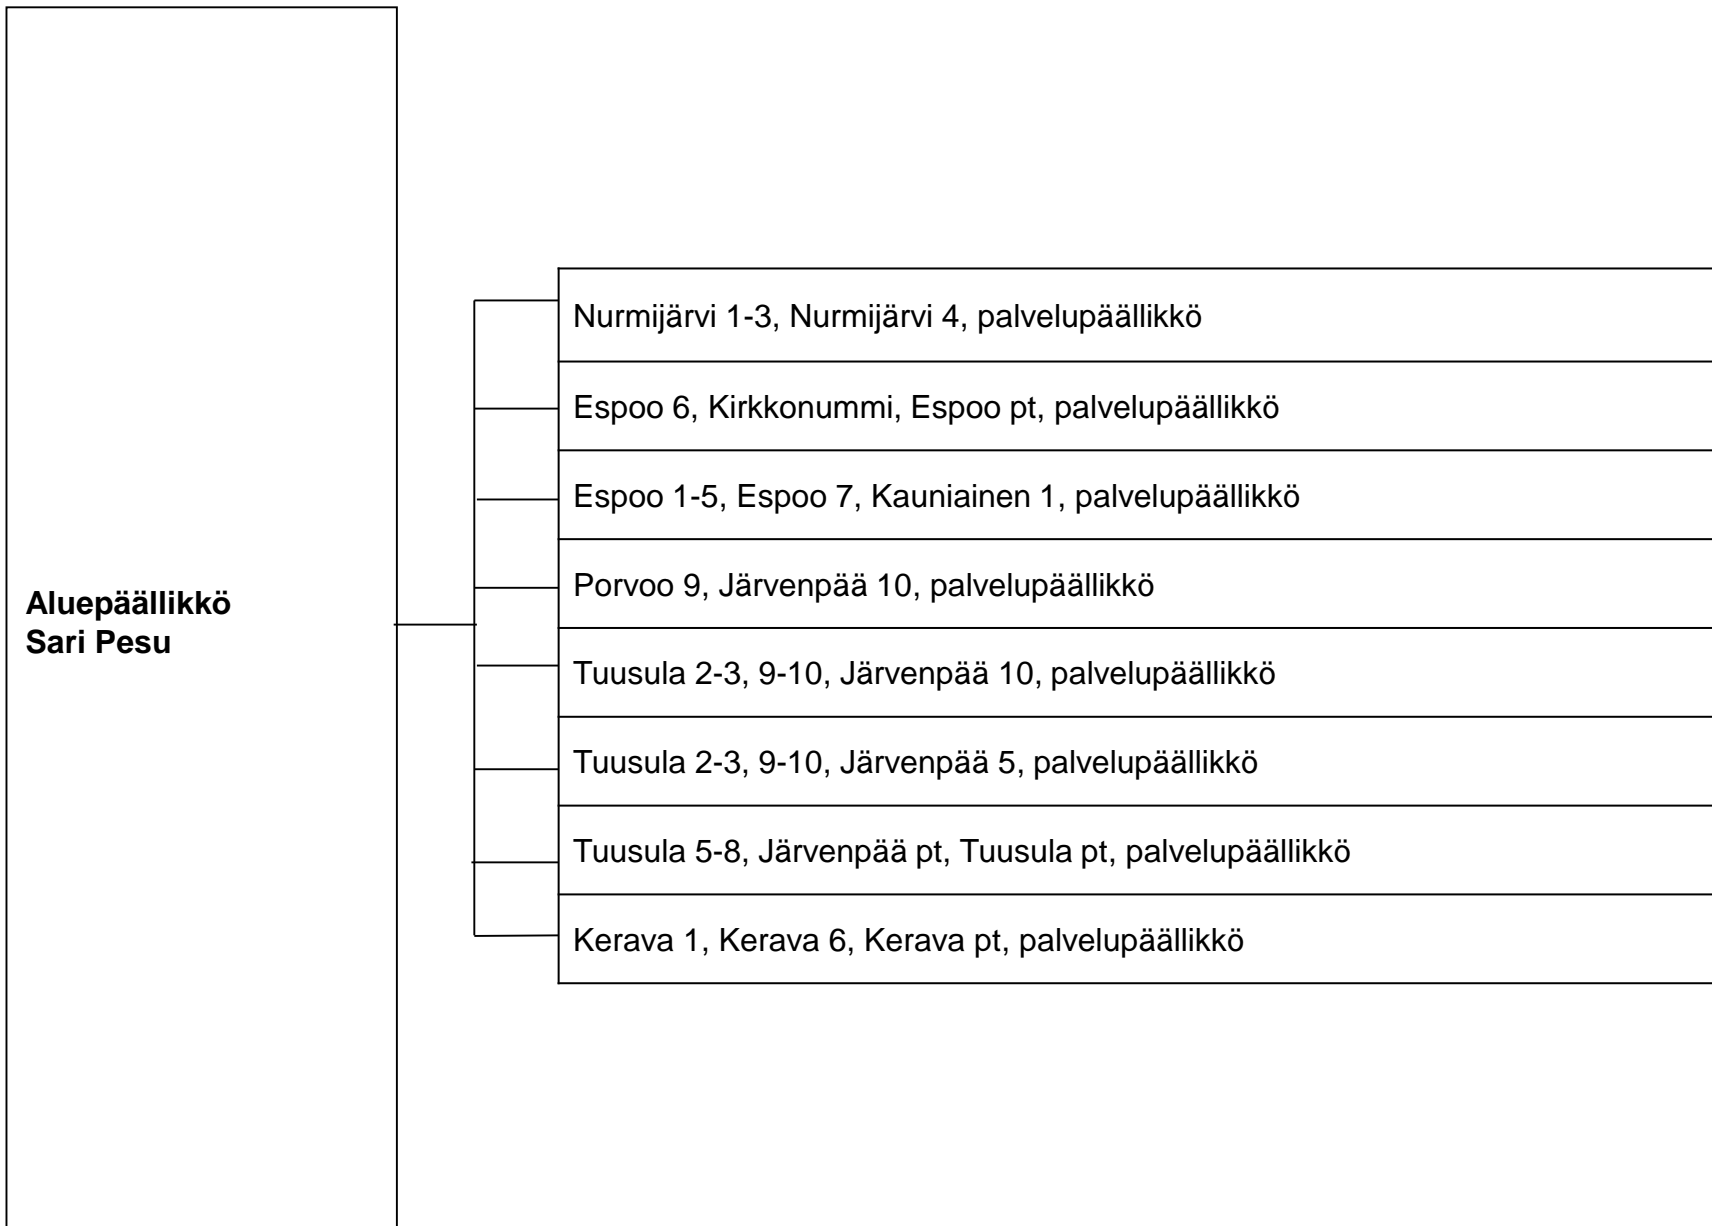 Aluepäällikkö
Sari Pesu
Nurmijärvi 1-3, Nurmijärvi 4, palvelupäällikkö
Espoo 6, Kirkkonummi, Espoo pt, palvelupäällikkö
Espoo 1-5, Espoo 7, Kauniainen 1, palvelupäällikkö
Porvoo 9, Järvenpää 10, palvelupäällikkö
Tuusula 2-3, 9-10, Järvenpää 10, palvelupäällikkö
Tuusula 2-3, 9-10, Järvenpää 5, palvelupäällikkö
Tuusula 5-8, Järvenpää pt, Tuusula pt, palvelupäällikkö
Kerava 1, Kerava 6, Kerava pt, palvelupäällikkö